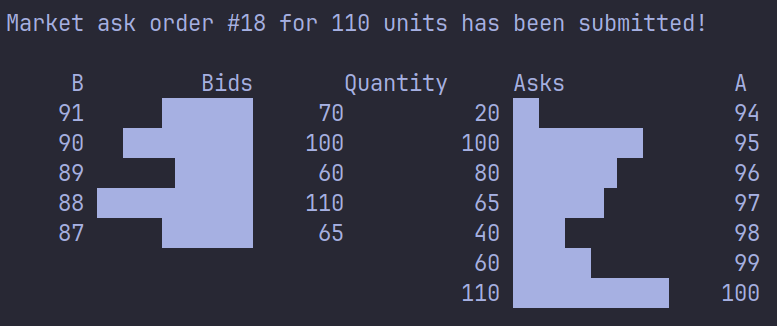 Market ask order #18 for 110 units has been submitted!
B Bids Quantity Asks A
91 70 20 94
90 100 100 95
89 60 80 96
88 110 65 97
87 65 40 98
60 99
110 100